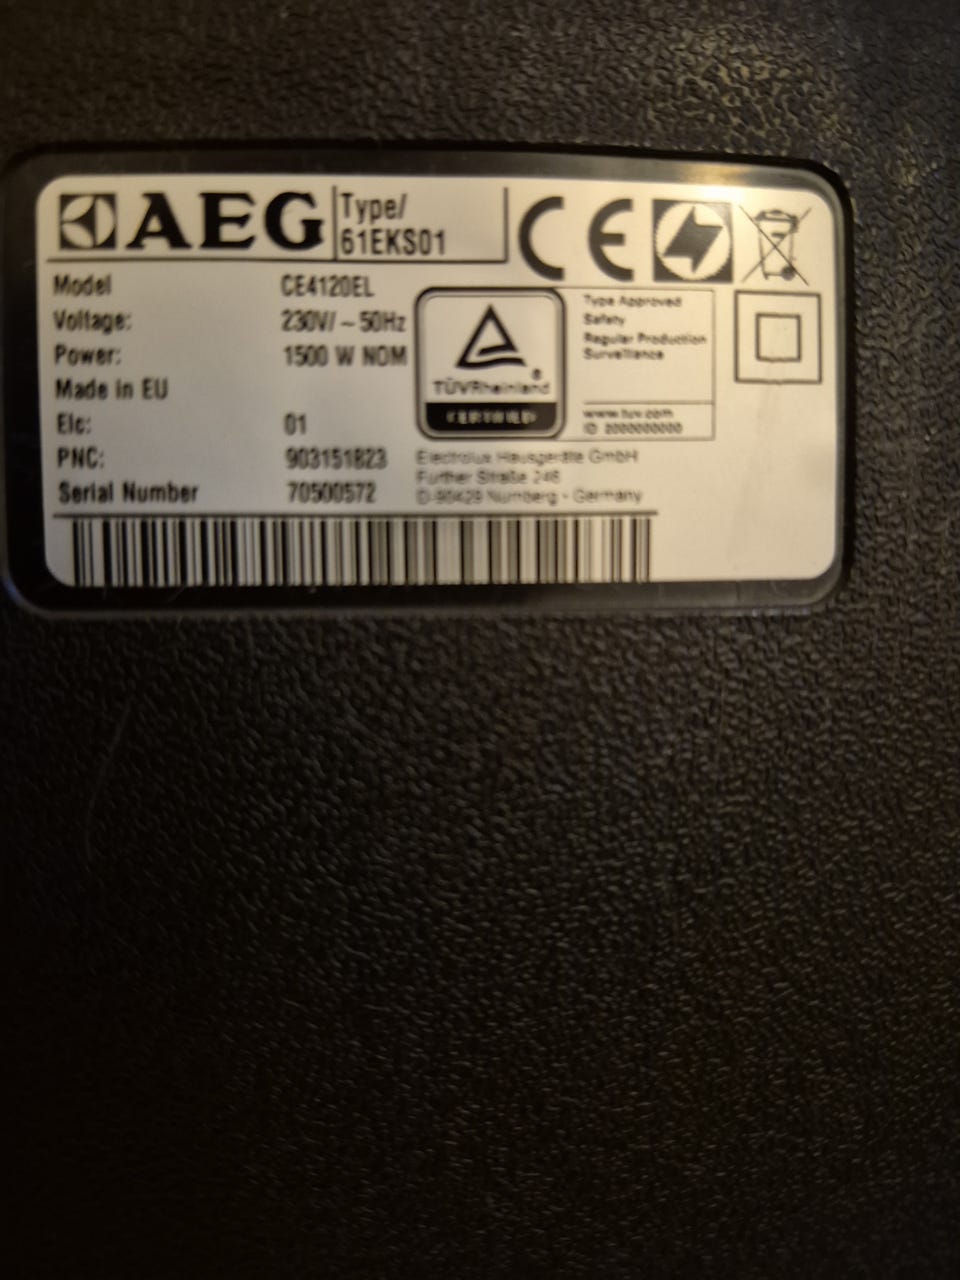 AEG
Type/
61EKS01
CE
Model CE4120EL
Voltage: 230V/~50Hz
Power: 1500 W NOM
Made in EU
Elc: 01
PNC: 903151823
Serial Number 70500572
TÜVRheinland®
CERTIFIED
Type Approved
Safety
Regular Production
Surveillance
www.tuv.com
ID 2000000000
Electrolux Hausgeräte GmbH
Further Straße 246
D-90429 Nürnberg - Germany